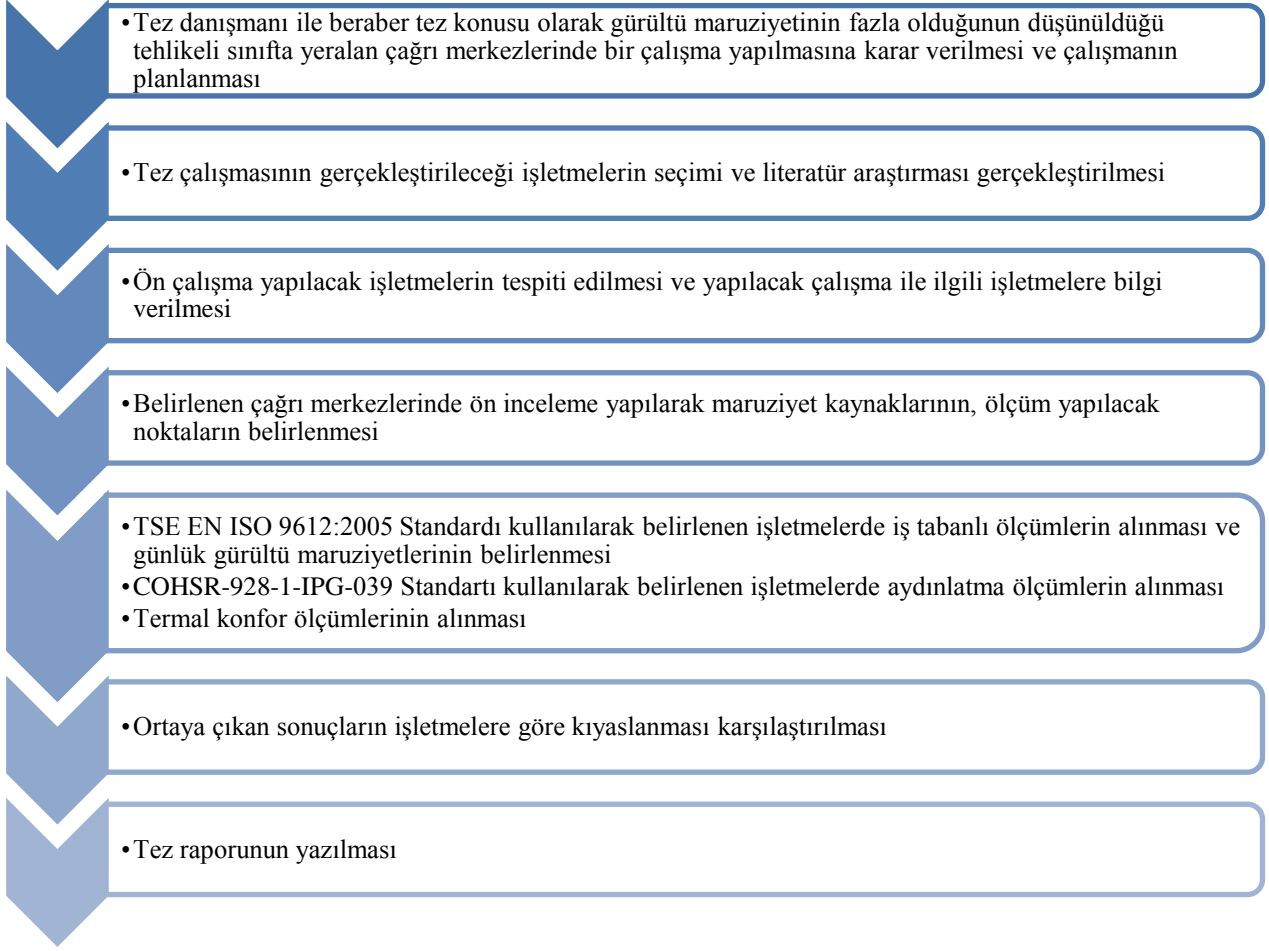 •Tez danışmanı ile beraber tez konusu olarak gürültü maruziyetinin fazla olduğunun düşünüldüğü
tehlikeli sınıfta yeralan çağrı merkezlerinde bir çalışma yapılmasına karar verilmesi ve çalışmanın
planlanması
•Tez çalışmasının gerçekleştirileceği işletmelerin seçimi ve literatür araştırması gerçekleştirilmesi
•Ön çalışma yapılacak işletmelerin tespiti edilmesi ve yapılacak çalışma ile ilgili işletmelere bilgi
verilmesi
•Belirlenen çağrı merkezlerinde ön inceleme yapılarak maruziyet kaynaklarının, ölçüm yapılacak
noktaların belirlenmesi
•TSE EN ISO 9612:2005 Standardı kullanılarak belirlenen işletmelerde iş tabanlı ölçümlerin alınması ve
günlük gürültü maruziyetlerinin belirlenmesi
•COHSR-928-1-IPG-039 Standartı kullanılarak belirlenen işletmelerde aydınlatma ölçümlerin alınması
•Termal konfor ölçümlerinin alınması
•Ortaya çıkan sonuçların işletmelere göre kıyaslanması karşılaştırılması
•Tez raporunun yazılması